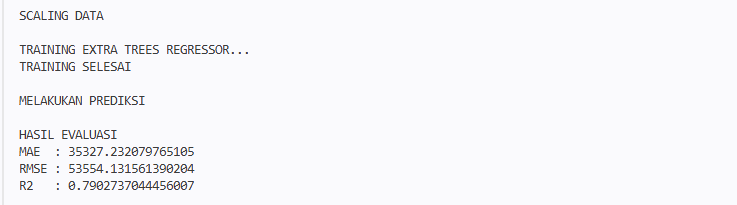 SCALING DATA
TRAINING EXTRA TREES REGRESSOR...
TRAINING SELESAI
MELAKUKAN PREDIKSI
HASIL EVALUASI
MAE  : 35327.232079765105
RMSE : 53554.131561390204
R2   : 0.7902737044456007